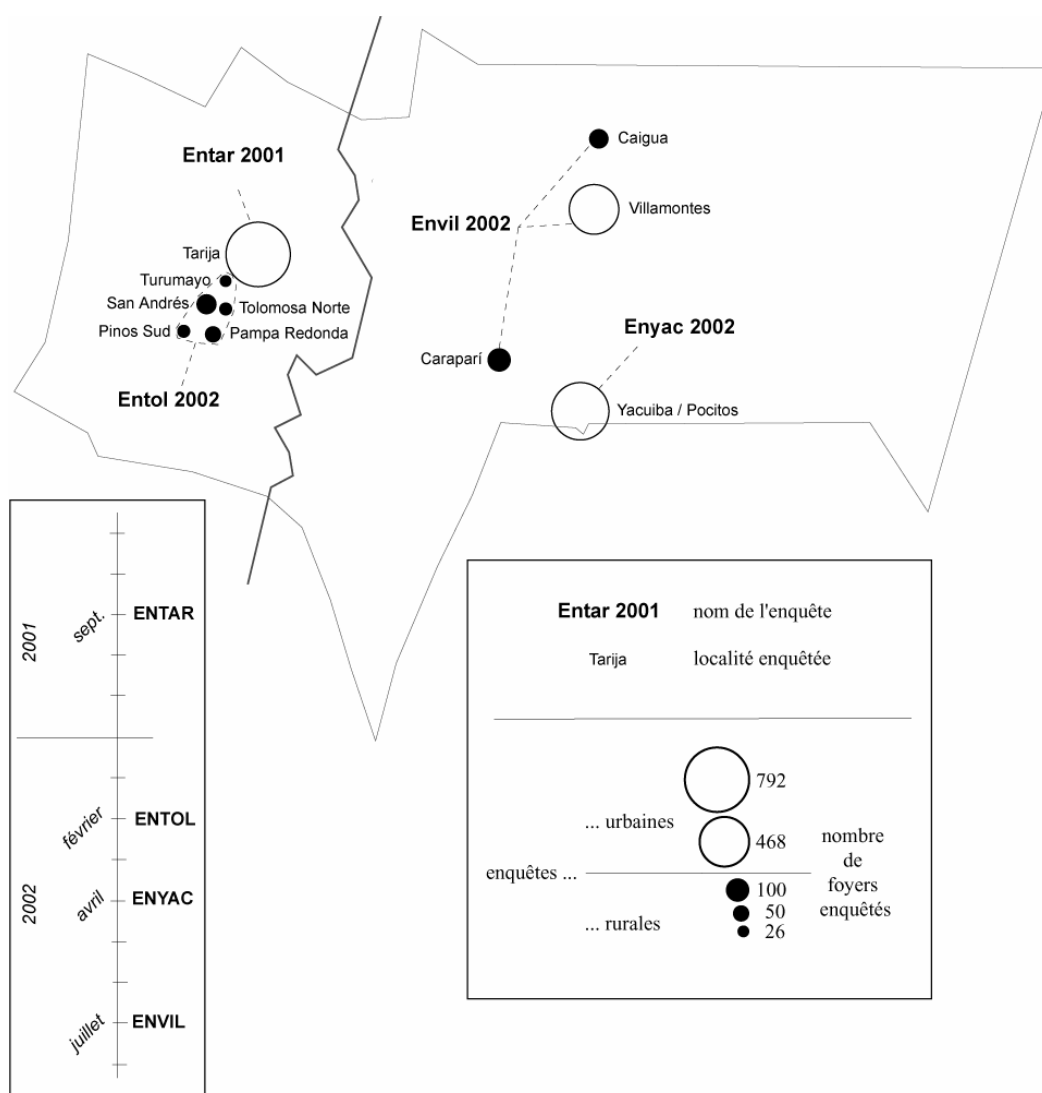 Caigua
Entar 2001
Villamontes
Envil 2002
Tarija
Turumayo
San Andrés
Tolomosa Norte
Pinos Sud
Pampa Redonda
Enyac 2002
Caraparí
Entol 2002
Yacuiba / Pocitos
2001
sept.
ENTAR
2002
février
ENTOL
avril
ENYAC
juillet
ENVIL
Entar 2001 nom de l'enquête
Tarija localité enquêtée
792
... urbaines
468
nombre
de
foyers
enquêtés
enquêtes ...
100
50
... rurales
26